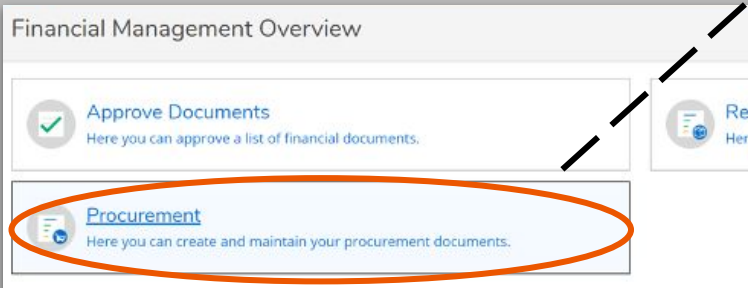 Financial Management Overview
Approve Documents
Here you can approve a list of financial documents.
Procurement
Here you can create and maintain your procurement documents.